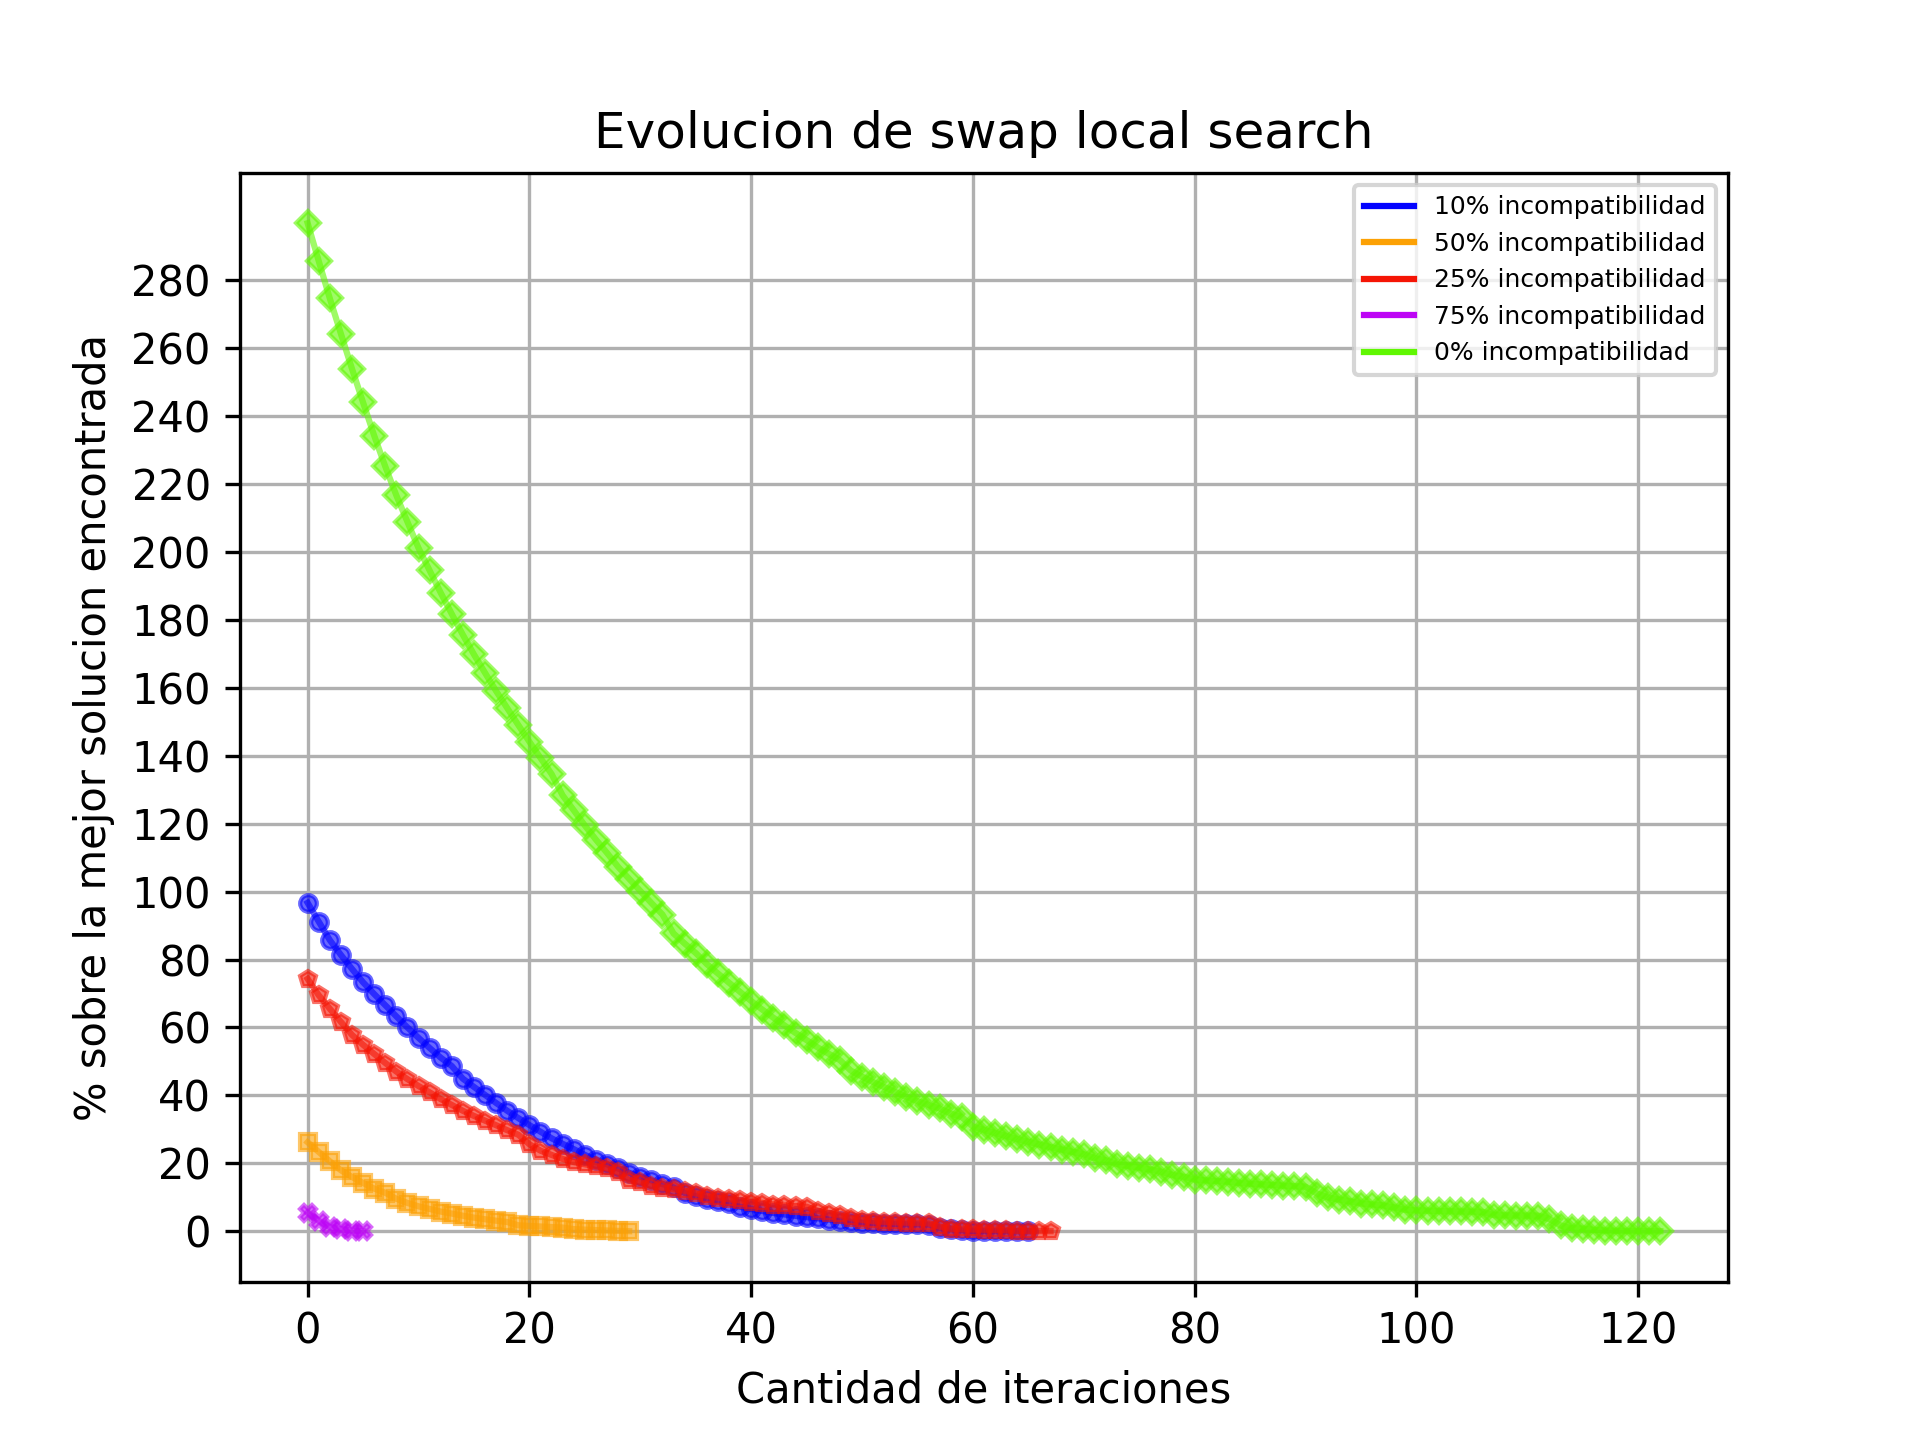 Evolucion de swap local search
10% incompatibilidad
50% incompatibilidad
25% incompatibilidad
75% incompatibilidad
0% incompatibilidad
% sobre la mejor solucion encontrada
280
260
240
220
200
180
160
140
120
100
80
60
40
20
0
0 20 40 60 80 100 120
Cantidad de iteraciones